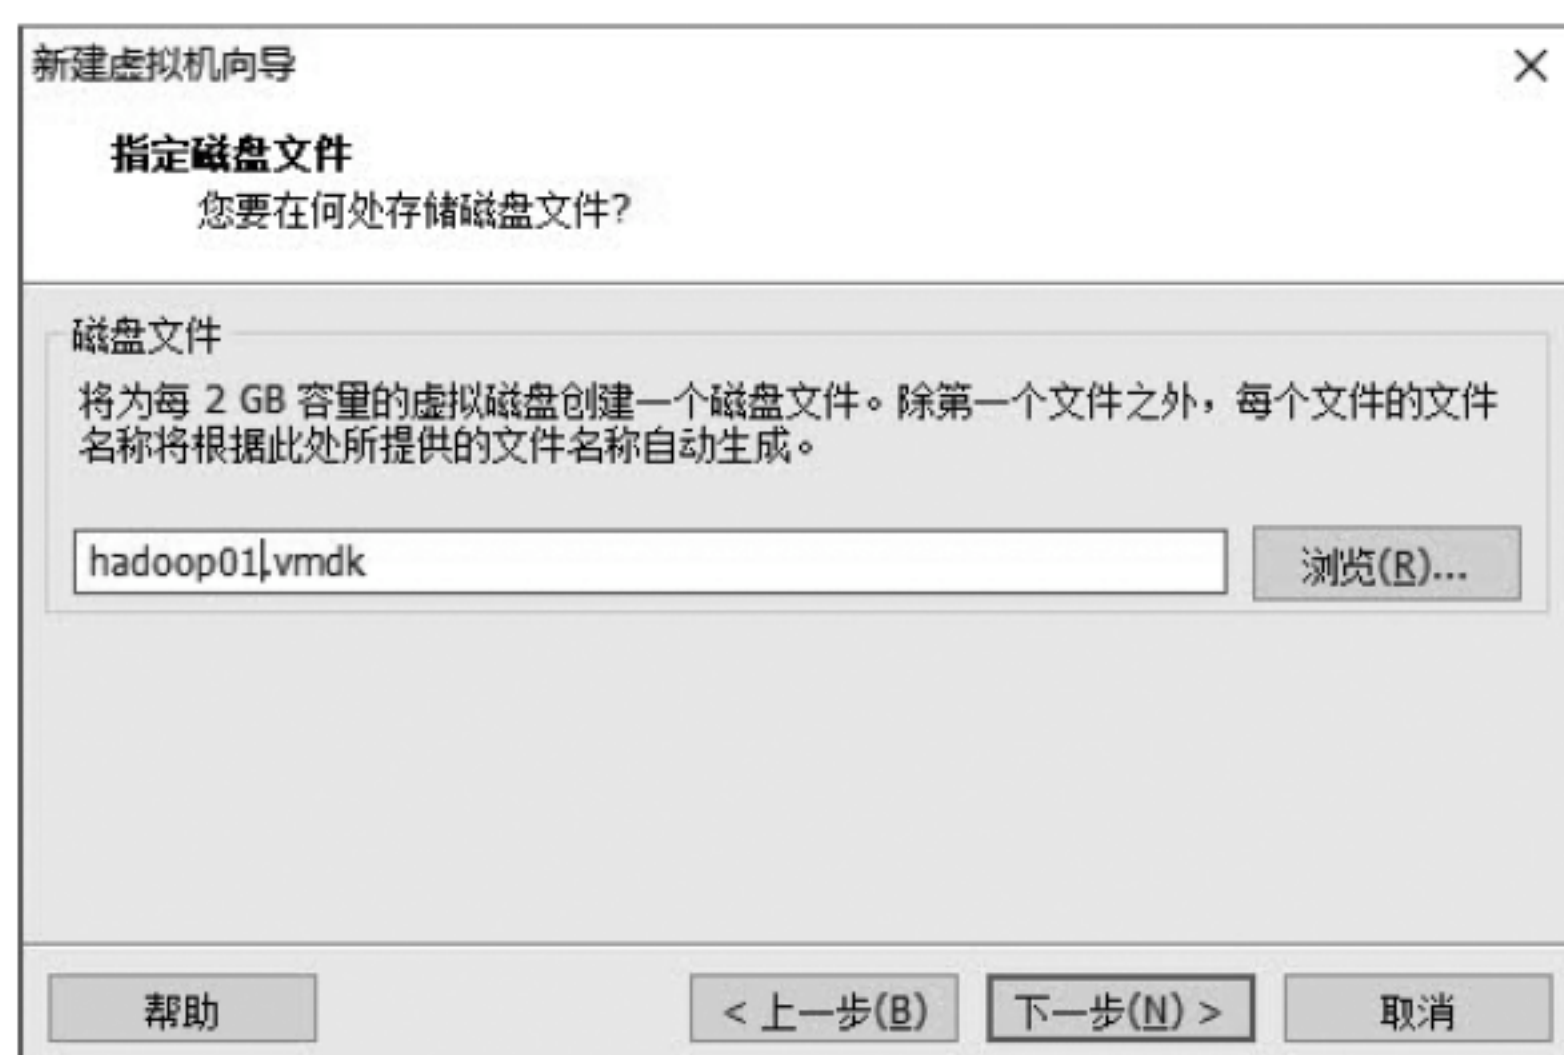 新建虚拟机向导
指定磁盘文件
您要在何处存储磁盘文件?
磁盘文件
将为每 2 GB 容量的虚拟磁盘创建一个磁盘文件。除第一个文件之外，每个文件的文件
名称将根据此处所提供的文件名称自动生成。
hadoop01.vmdk
浏览(R)...
帮助
< 上一步(B)
下一步(N) >
取消